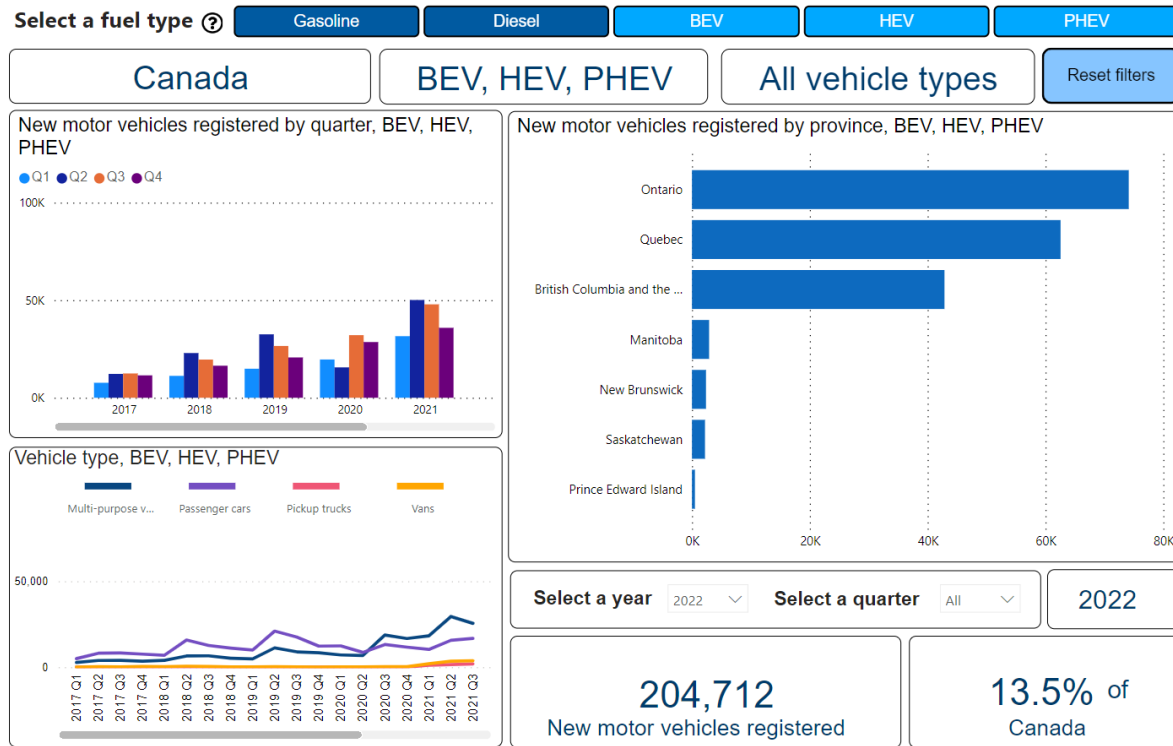 Select a fuel type ?
Gasoline
Diesel
BEV
HEV
PHEV
Canada
BEV, HEV, PHEV
All vehicle types
Reset filters
New motor vehicles registered by quarter, BEV, HEV,
PHEV
Q1 Q2 Q3 Q4
100K
50K
0K
2017 2018 2019 2020 2021
Vehicle type, BEV, HEV, PHEV
Multi-purpose v... Passenger cars Pickup trucks Vans
50,000
0
2017 Q1
2017 Q2
2017 Q3
2017 Q4
2018 Q1
2018 Q2
2018 Q3
2018 Q4
2019 Q1
2019 Q2
2019 Q3
2019 Q4
2020 Q1
2020 Q2
2020 Q3
2020 Q4
2021 Q1
2021 Q2
2021 Q3
New motor vehicles registered by province, BEV, HEV, PHEV
Ontario
Quebec
British Columbia and the ...
Manitoba
New Brunswick
Saskatchewan
Prince Edward Island
0K 20K 40K 60K 80K
Select a year 2022 Select a quarter All
2022
204,712
New motor vehicles registered
13.5% of
Canada